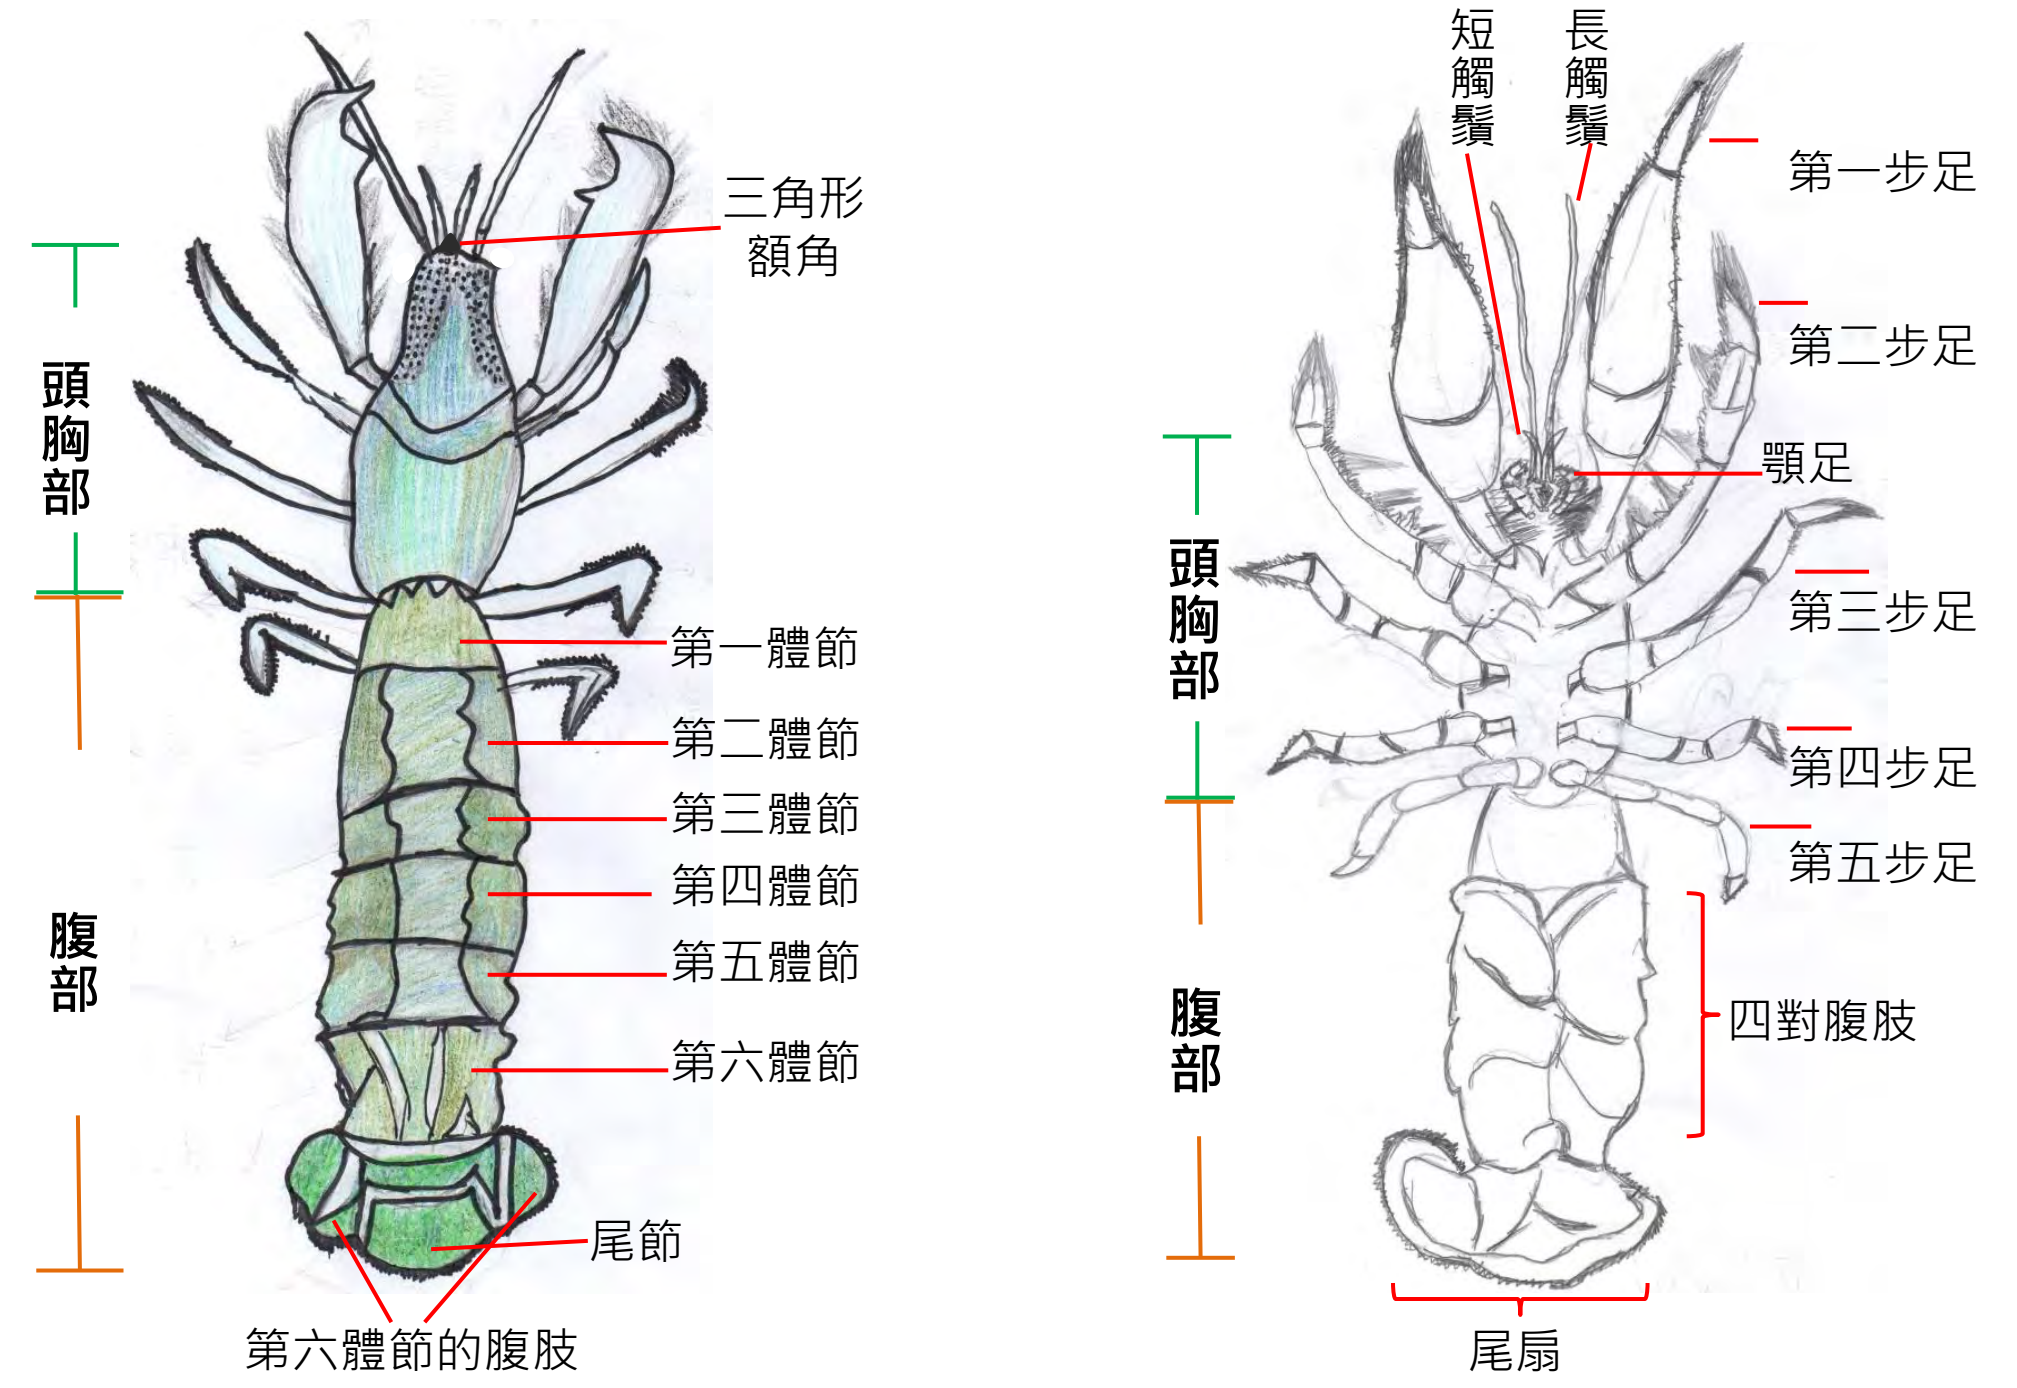 三角形
額角
頭胸部
第一體節
第二體節
第三體節
第四體節
第五體節
第六體節
腹部
尾節
第六體節的腹肢
短觸鬚
長觸鬚
第一步足
第二步足
顎足
頭胸部
第三步足
第四步足
第五步足
腹部
四對腹肢
尾扇